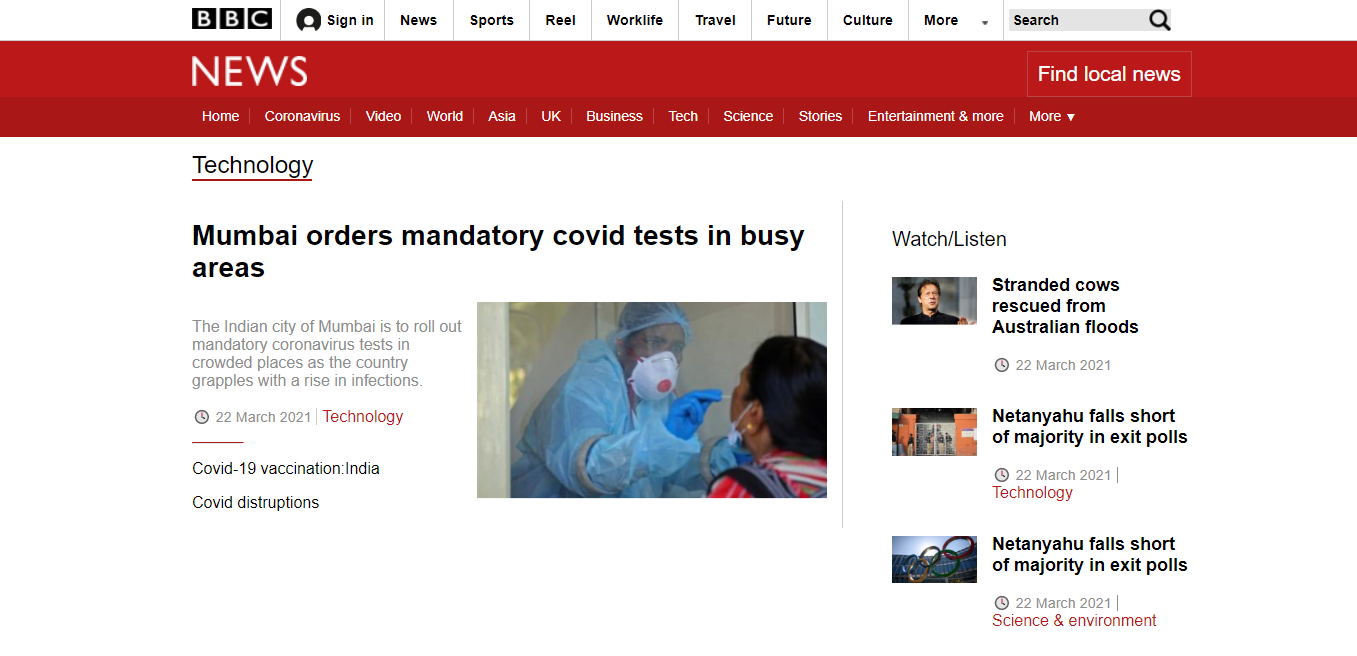 BBC Sign in News Sports Reel Worklife Travel Future Culture More Search
NEWS Find local news
Home Coronavirus Video World Asia UK Business Tech Science Stories Entertainment & more More ▼
Technology
Mumbai orders mandatory covid tests in busy
areas
The Indian city of Mumbai is to roll out
mandatory coronavirus tests in
crowded places as the country
grapples with a rise in infections.
22 March 2021 Technology
Covid-19 vaccination:India
Covid distruptions
Watch/Listen
Stranded cows
rescued from
Australian floods
22 March 2021
Netanyahu falls short
of majority in exit polls
22 March 2021
Technology
Netanyahu falls short
of majority in exit polls
22 March 2021
Science & environment